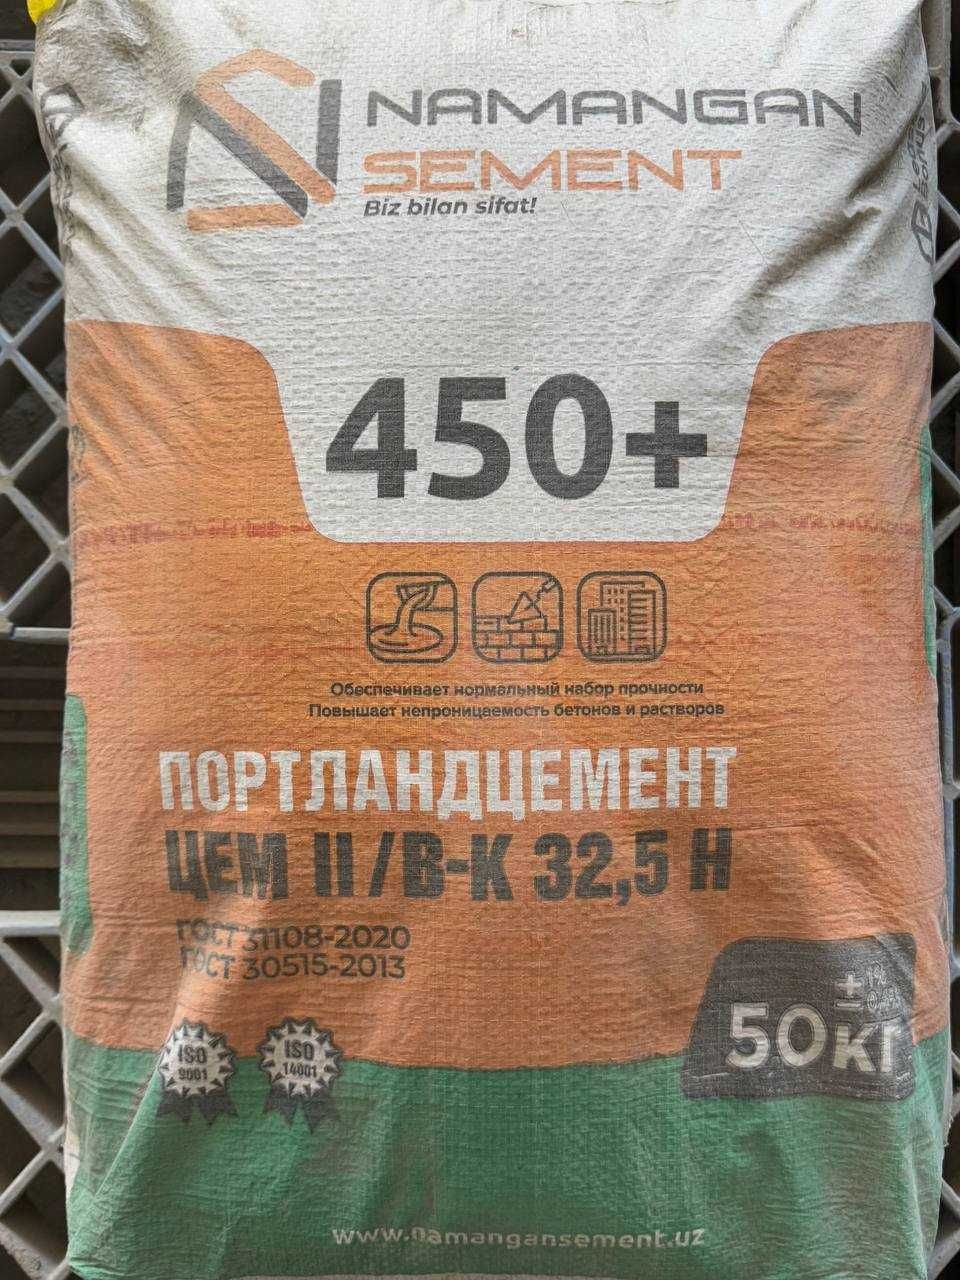 NAMANGAN
SEMENT
Biz bilan sifat!
450+
Обеспечивает нормальный набор прочности
Повышает непроницаемость бетонов и растворов
ПОРТЛАНДЦЕМЕНТ
ЦЕМ II/В-К 32,5 Н
ГОСТ 31108-2020
ГОСТ 30515-2013
ISO
9001
ISO
14001
± 1%
50кг
www.namangansement.uz